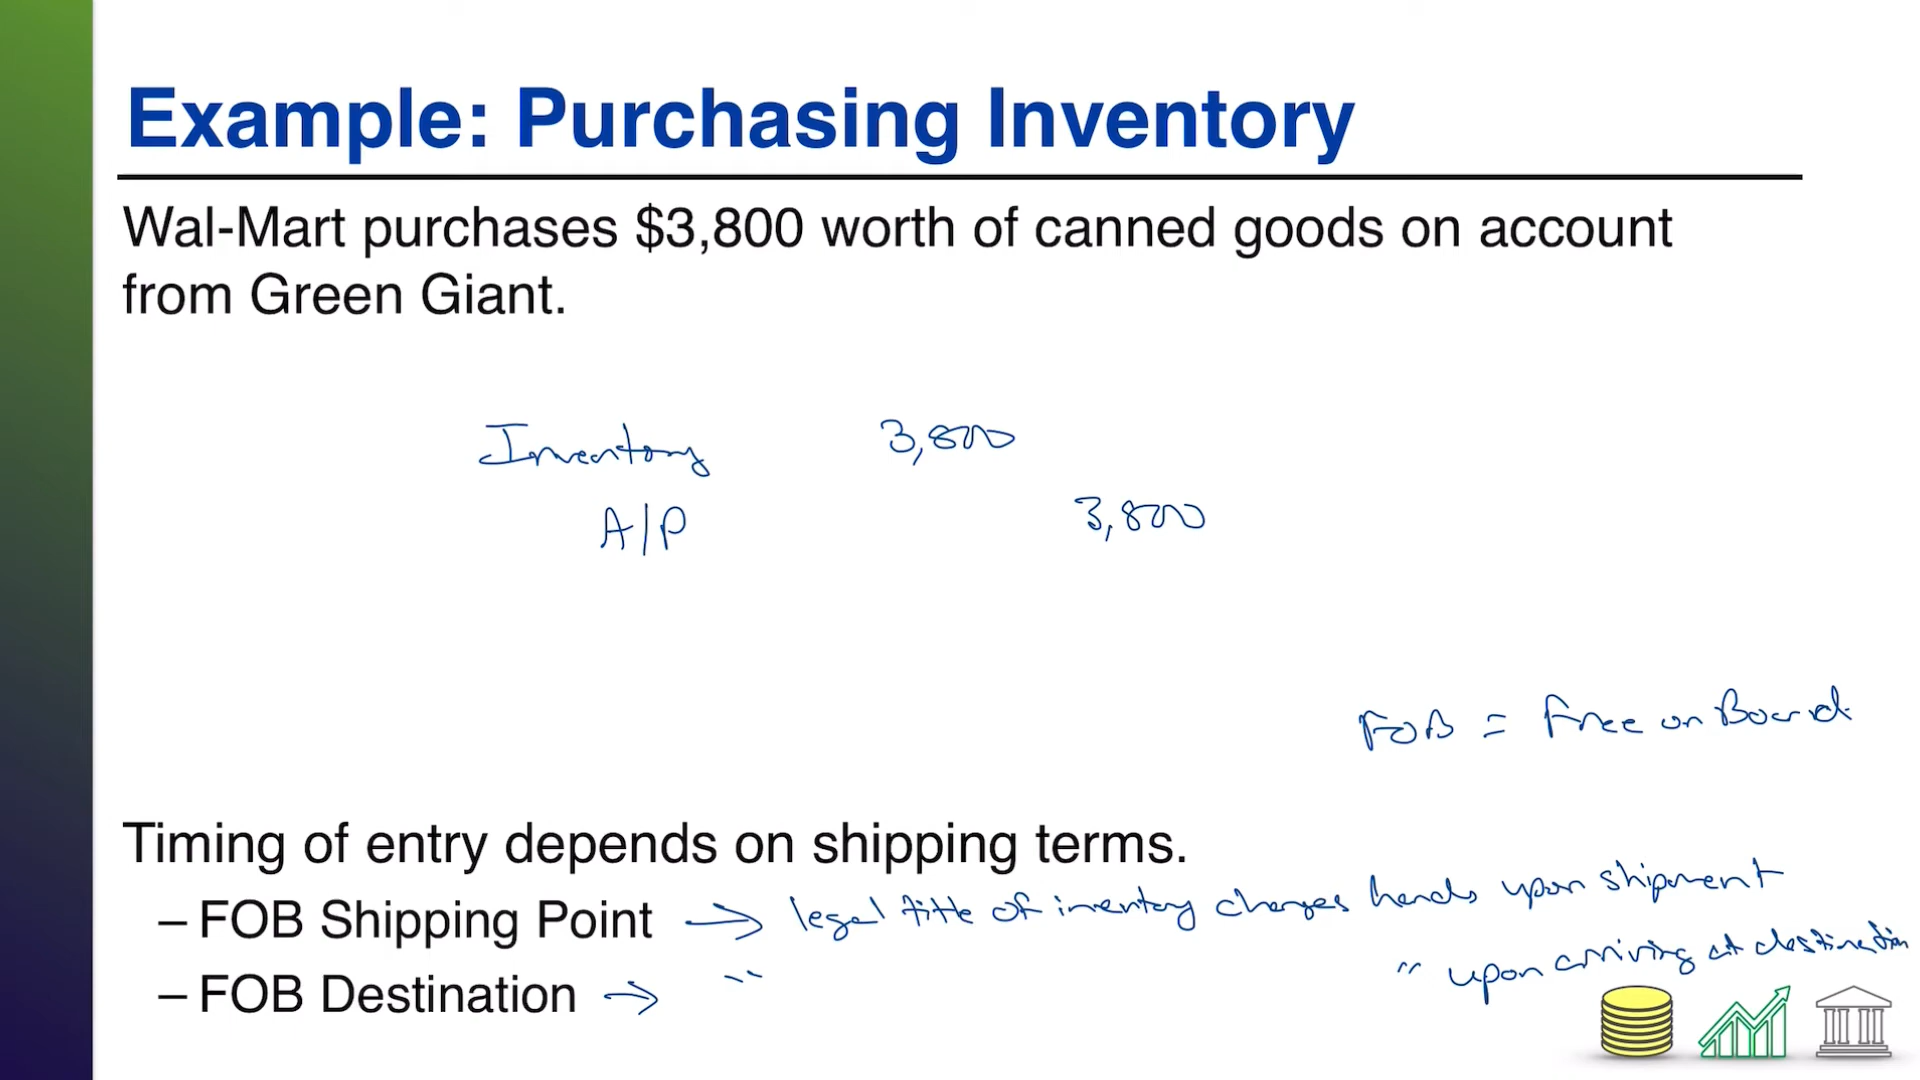 Example: Purchasing Inventory
Wal-Mart purchases $3,800 worth of canned goods on account
from Green Giant.
Inventory 3,800
A/P 3,800
FOB = Free on Board
Timing of entry depends on shipping terms.
– FOB Shipping Point → legal title of inventory changes hands upon shipment
– FOB Destination → " " upon arriving at destination